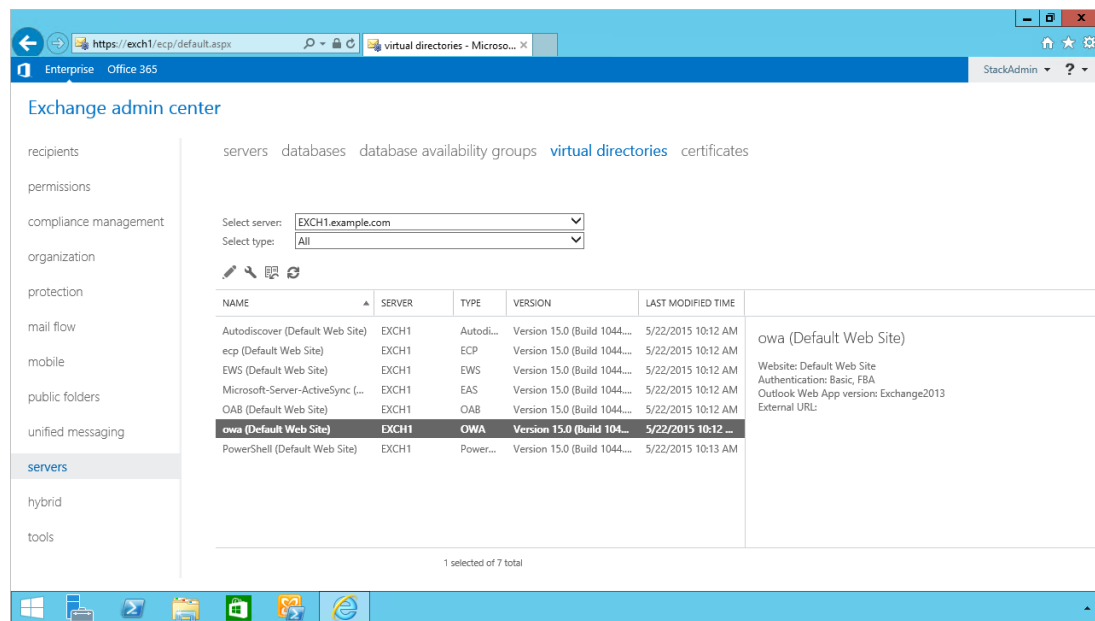 https://exch1/ecp/default.aspx
virtual directories - Microso...
Enterprise Office 365
StackAdmin ?
Exchange admin center
recipients
permissions
compliance management
organization
protection
mail flow
mobile
public folders
unified messaging
servers
hybrid
tools
servers databases database availability groups virtual directories certificates
Select server: EXCH1.example.com
Select type: All
NAME SERVER TYPE VERSION LAST MODIFIED TIME
Autodiscover (Default Web Site) EXCH1 Autodi... Version 15.0 (Build 1044.... 5/22/2015 10:12 AM
ecp (Default Web Site) EXCH1 ECP Version 15.0 (Build 1044.... 5/22/2015 10:12 AM
EWS (Default Web Site) EXCH1 EWS Version 15.0 (Build 1044.... 5/22/2015 10:12 AM
Microsoft-Server-ActiveSync (... EXCH1 EAS Version 15.0 (Build 1044.... 5/22/2015 10:12 AM
OAB (Default Web Site) EXCH1 OAB Version 15.0 (Build 1044.... 5/22/2015 10:12 AM
owa (Default Web Site) EXCH1 OWA Version 15.0 (Build 104... 5/22/2015 10:12 ...
PowerShell (Default Web Site) EXCH1 Power... Version 15.0 (Build 1044.... 5/22/2015 10:13 AM
owa (Default Web Site)
Website: Default Web Site
Authentication: Basic, FBA
Outlook Web App version: Exchange2013
External URL:
1 selected of 7 total